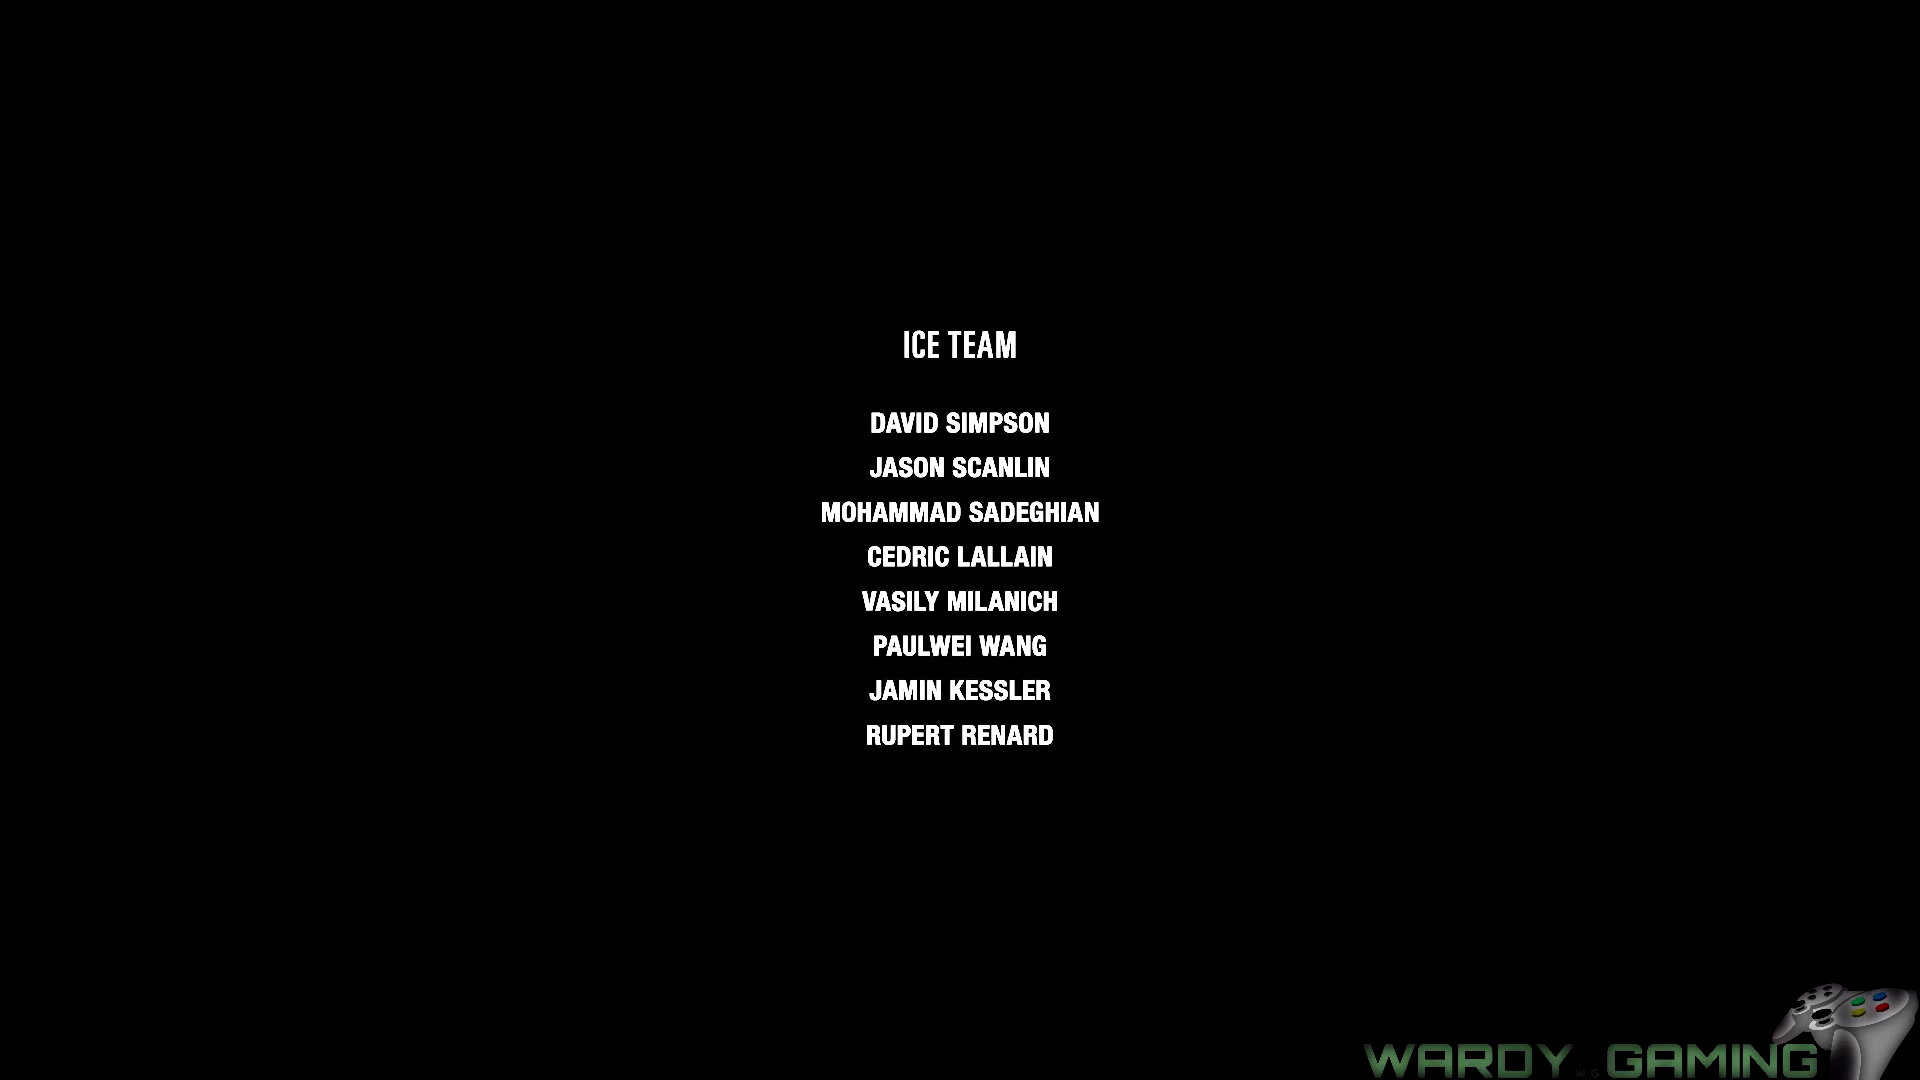 ICE TEAM
DAVID SIMPSON
JASON SCANLIN
MOHAMMAD SADEGHIAN
CEDRIC LALLAIN
VASILY MILANICH
PAULWEI WANG
JAMIN KESSLER
RUPERT RENARD
WARDY GAMING